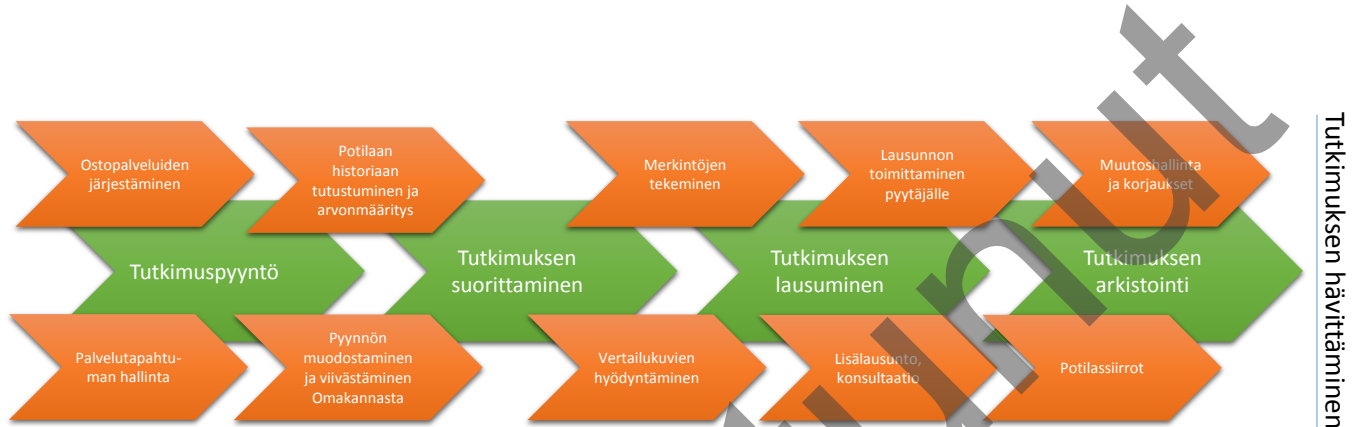 Ostopalveluiden
järjestäminen
Potilaan
historiaan
tutustuminen ja
arvonmääritys
Merkintöjen
tekeminen
Lausunnon
toimittaminen
pyytäjälle
Muutoshallinta
ja korjaukset
Tutkimuspyyntö
Tutkimuksen
suorittaminen
Tutkimuksen
lausuminen
Tutkimuksen
arkistointi
Palvelutapahtu-
man hallinta
Pyynnön
muodostaminen
ja viivästäminen
Omakannasta
Vertailukuvien
hyödyntäminen
Lisälausunto,
konsultaatio
Potilassiirrot
Tutkimuksen hävittäminen